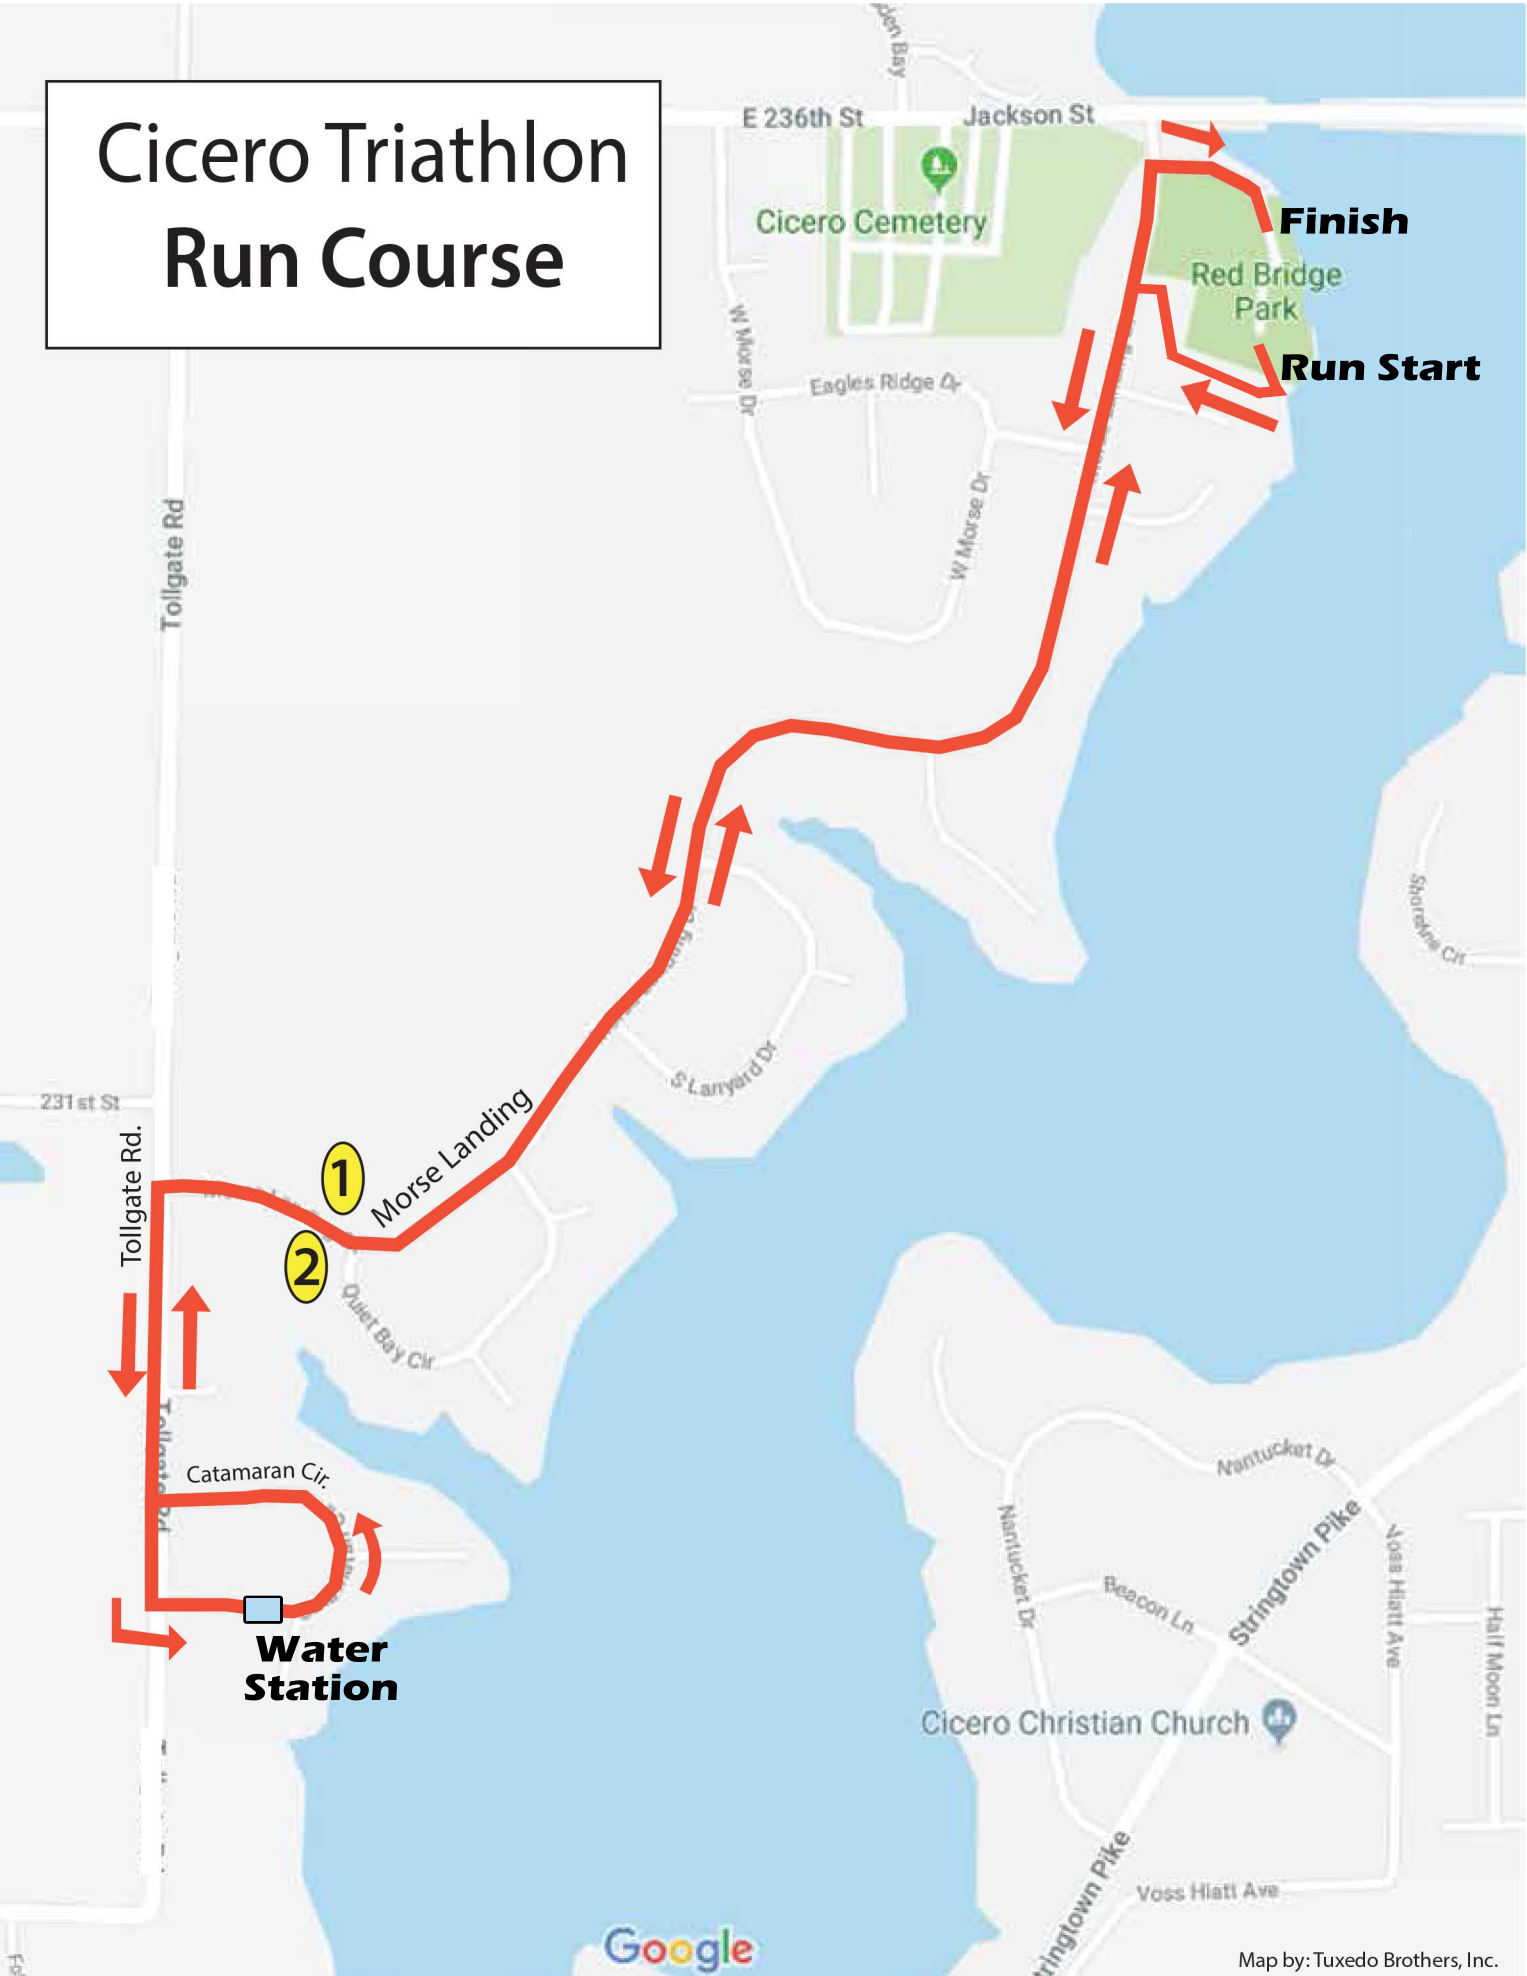 Cicero Triathlon
Run Course
E 236th St
Jackson St
Cicero Cemetery
Finish
Red Bridge
Park
Run Start
W Morse Dr
Eagles Ridge Dr
W Morse Dr
Tollgate Rd
Shoreline Crt
S Lanyard Dr
231st St
Tollgate Rd.
1
Morse Landing
2
Quiet Bay Cir
Catamaran Cir.
Tollgate Rd
Water
Station
Nantucket Dr
Nantucket Dr
Stringtown Pike
Voss Hiatt Ave
Beacon Ln
Half Moon Ln
Cicero Christian Church
Voss Hiatt Ave
Google
Map by: Tuxedo Brothers, Inc.